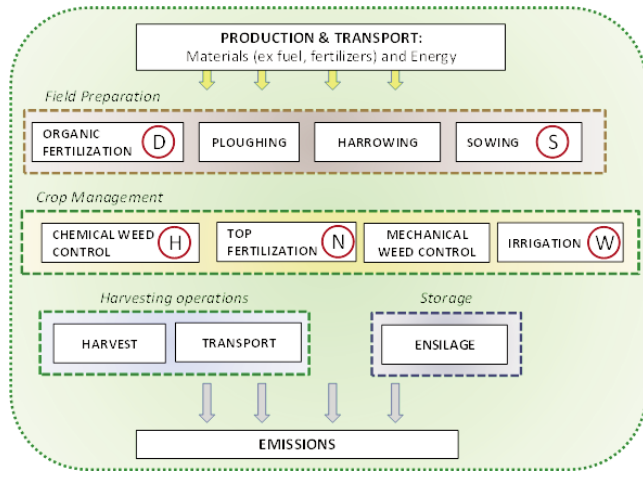 PRODUCTION & TRANSPORT:
Materials (ex fuel, fertilizers) and Energy
Field Preparation
ORGANIC
FERTILIZATION D
PLOUGHING
HARROWING
SOWING S
Crop Management
CHEMICAL WEED
CONTROL H
TOP
FERTILIZATION N
MECHANICAL
WEED CONTROL
IRRIGATION W
Harvesting operations
Storage
HARVEST
TRANSPORT
ENSILAGE
EMISSIONS